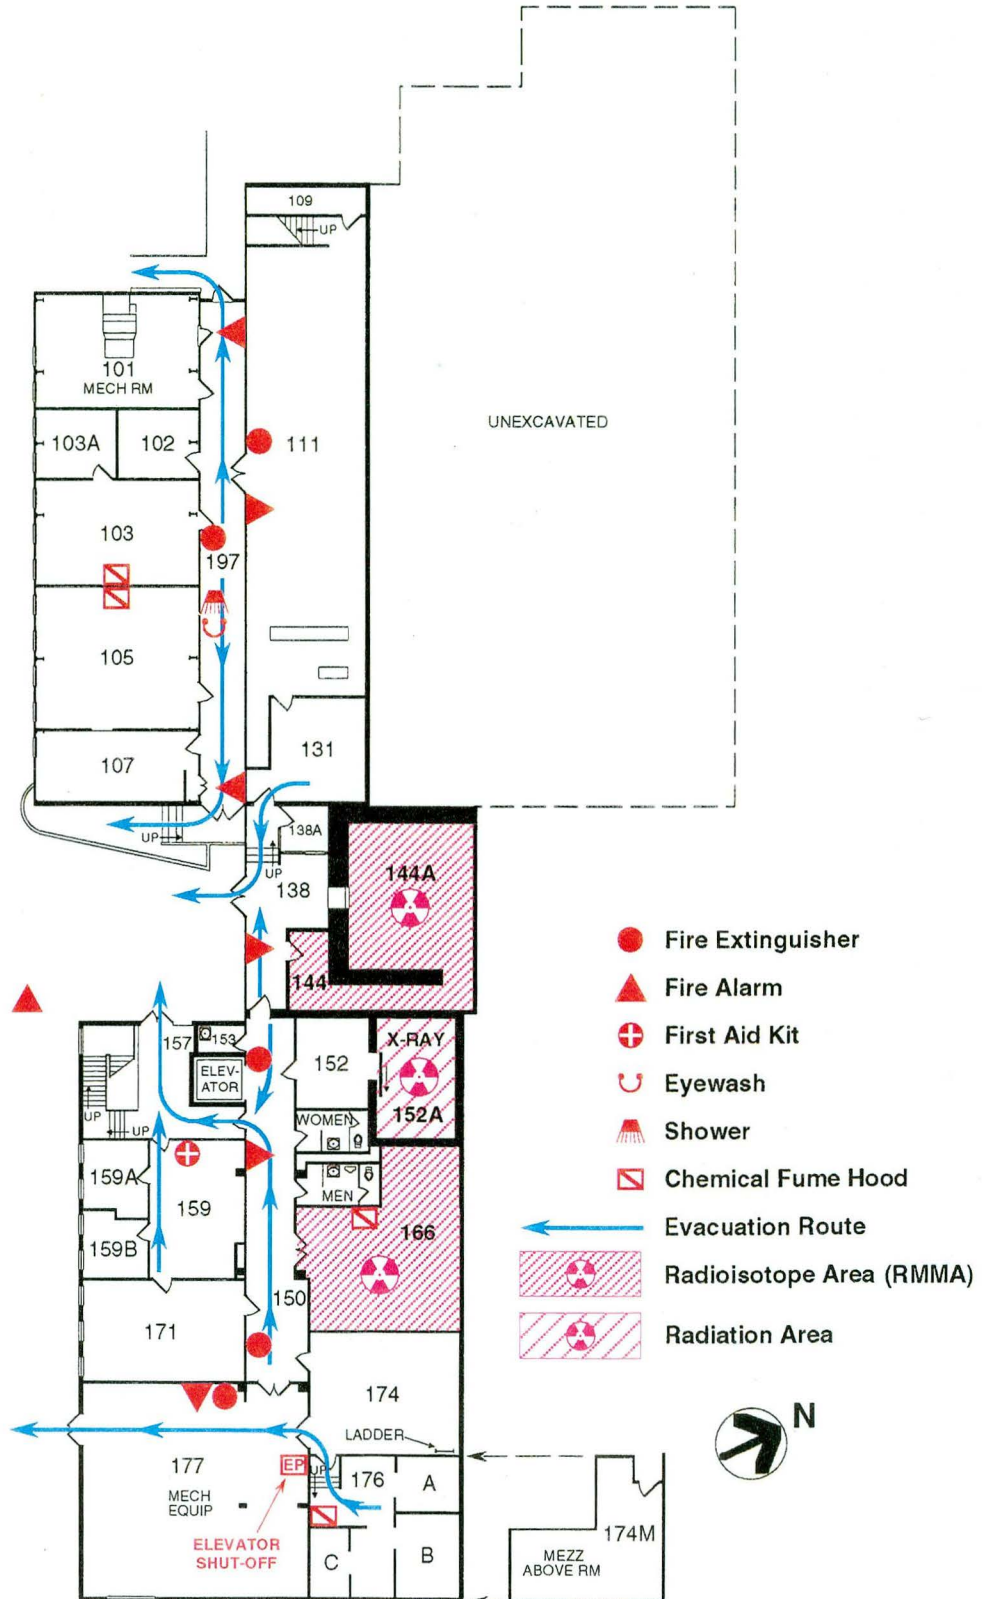 109
UP
101
MECH RM
103A
102
111
UNEXCAVATED
103
197
105
131
107
UP
138A
UP
138
144A
144
Fire Extinguisher
Fire Alarm
First Aid Kit
Eyewash
Shower
Chemical Fume Hood
Evacuation Route
Radioisotope Area (RMMA)
Radiation Area
157
153
ELEV-
ATOR
152
X-RAY
152A
UP
UP
WOMEN
159A
159
MEN
159B
166
150
171
174
LADDER
N
177
MECH
EQUIP
EP
UP
176
A
ELEVATOR
SHUT-OFF
C
B
174M
MEZZ
ABOVE RM